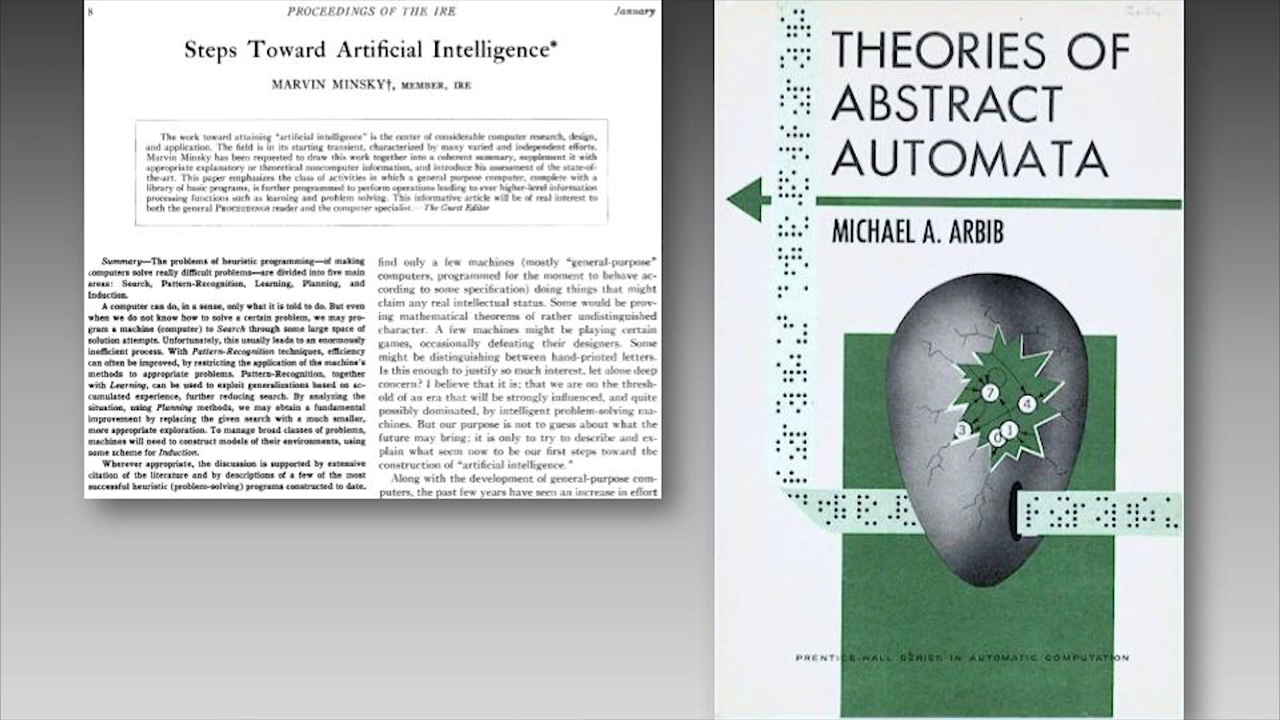 8 PROCEEDINGS OF THE IRE January
Steps Toward Artificial Intelligence*
MARVIN MINSKY†, MEMBER, IRE
The work toward attaining "artificial intelligence" is the center of considerable computer research, design,
and application. The field is in its starting transient, characterized by many varied and independent efforts.
Marvin Minsky has been requested to draw this work together into a coherent summary, supplement it with
appropriate explanatory or theoretical noncomputer information, and introduce his assessment of the state-of-
the-art. This paper emphasizes the class of activities in which a general purpose computer, complete with a
library of basic programs, is further programmed to perform operations leading to ever higher-level information
processing functions such as learning and problem solving. This informative article will be of real interest to
both the general PROCEEDINGS reader and the computer specialist.—The Guest Editor
Summary—The problems of heuristic programming—of making
computers solve really difficult problems—are divided into five main
areas: Search, Pattern-Recognition, Learning, Planning, and
Induction.
A computer can do, in a sense, only what it is told to do. But even
when we do not know how to solve a certain problem, we may pro-
gram a machine (computer) to Search through some large space of
solution attempts. Unfortunately, this usually leads to an enormously
inefficient process. With Pattern-Recognition techniques, efficiency
can often be improved, by restricting the application of the machine's
methods to appropriate problems. Pattern-Recognition, together
with Learning, can be used to exploit generalizations based on ac-
cumulated experience, further reducing search. By analyzing the
situation, using Planning methods, we may obtain a fundamental
improvement by replacing the given search with a much smaller,
more appropriate exploration. To manage broad classes of problems,
machines will need to construct models of their environments, using
some scheme for Induction.
Wherever appropriate, the discussion is supported by extensive
citation of the literature and by descriptions of a few of the most
successful heuristic (problem-solving) programs constructed to date.
find only a few machines (mostly "general-purpose"
computers, programmed for the moment to behave ac-
cording to some specification) doing things that might
claim any real intellectual status. Some would be prov-
ing mathematical theorems of rather undistinguished
character. A few machines might be playing certain
games, occasionally defeating their designers. Some
might be distinguishing between hand-printed letters.
Is this enough to justify so much interest, let alone deep
concern? I believe that it is; that we are on the thresh-
old of an era that will be strongly influenced, and quite
possibly dominated, by intelligent problem-solving ma-
chines. But our purpose is not to guess about what the
future may bring; it is only to try to describe and ex-
plain what seem now to be our first steps toward the
construction of "artificial intelligence."
Along with the development of general-purpose com-
puters, the past few years have seen an increase in effort
THEORIES OF
ABSTRACT
AUTOMATA
MICHAEL A. ARBIB
7
4
3
0
1
PRENTICE-HALL SERIES IN AUTOMATIC COMPUTATION